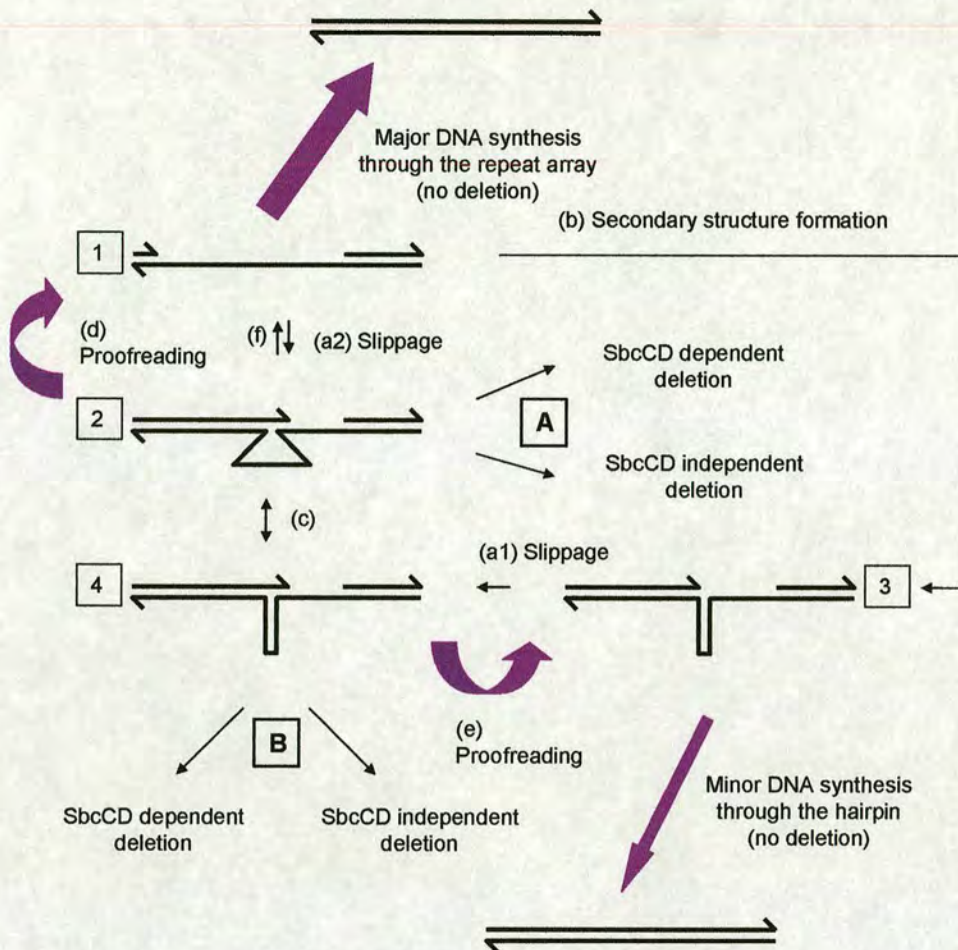 Major DNA synthesis
through the repeat array
(no deletion)
(b) Secondary structure formation
1
(d)
Proofreading
(f)
(a2) Slippage
SbcCD dependent
deletion
2
A
SbcCD independent
deletion
(c)
(a1) Slippage
4
3
(e)
Proofreading
B
SbcCD dependent
deletion
SbcCD independent
deletion
Minor DNA synthesis
through the hairpin
(no deletion)